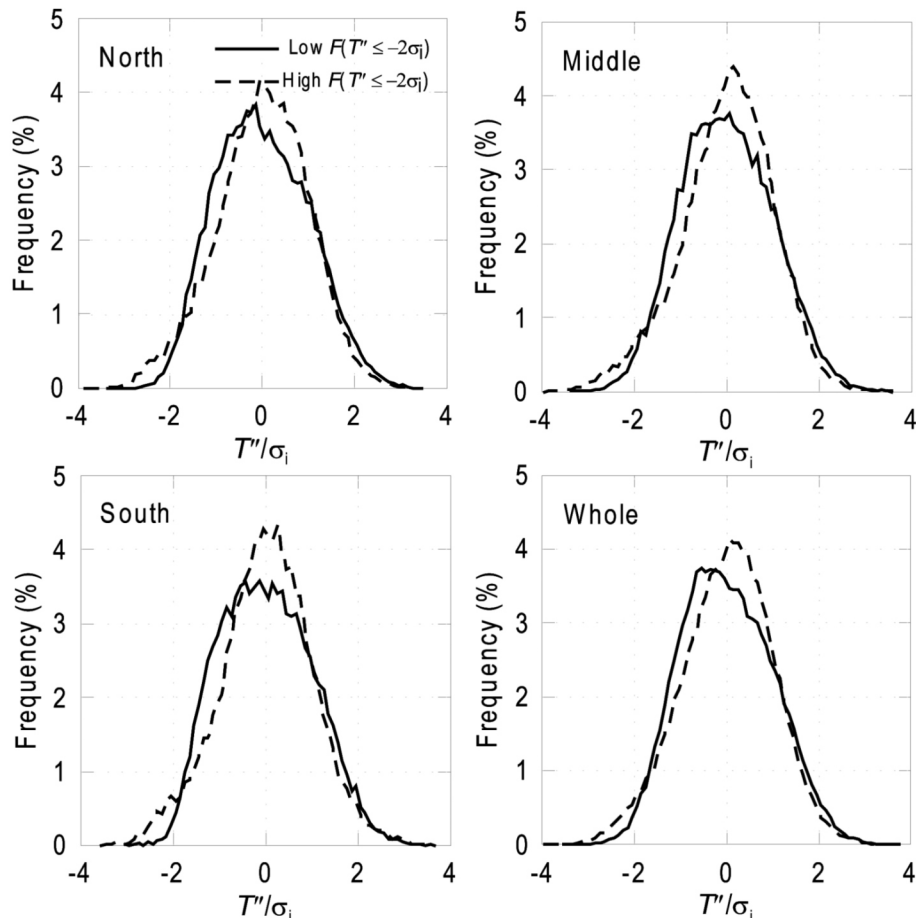 North
Low F(T″ ≤ −2σi)
High F(T″ ≤ −2σi)
Frequency (%)
5
4
3
2
1
0
-4 -2 0 2 4
T″/σi
Middle
Frequency (%)
5
4
3
2
1
0
-4 -2 0 2 4
T″/σi
South
Frequency (%)
5
4
3
2
1
0
-4 -2 0 2 4
T″/σi
Whole
Frequency (%)
5
4
3
2
1
0
-4 -2 0 2 4
T″/σi